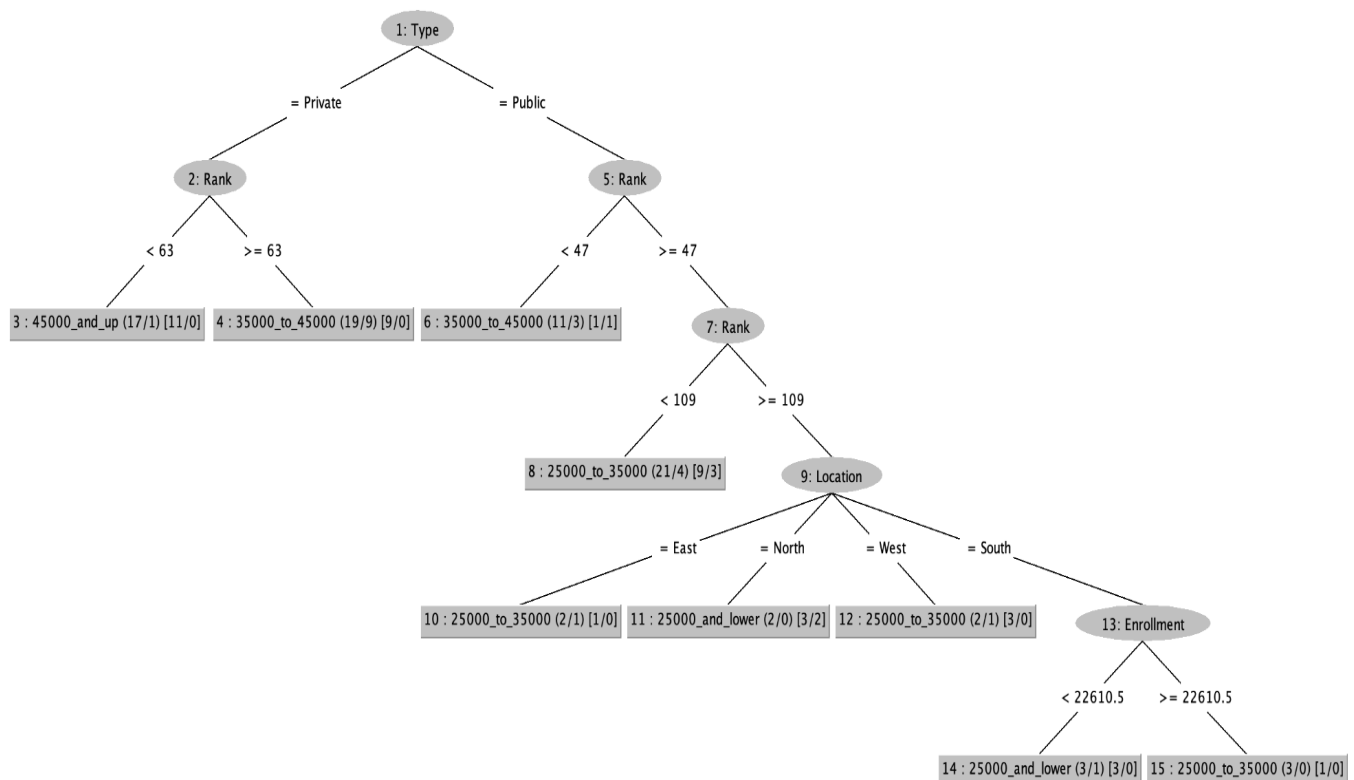 1: Type
= Private
= Public
2: Rank
5: Rank
< 63
>= 63
< 47
>= 47
3 : 45000_and_up (17/1) [11/0]
4 : 35000_to_45000 (19/9) [9/0]
6 : 35000_to_45000 (11/3) [1/1]
7: Rank
< 109
>= 109
8 : 25000_to_35000 (21/4) [9/3]
9: Location
= East
= North
= West
= South
10 : 25000_to_35000 (2/1) [1/0]
11 : 25000_and_lower (2/0) [3/2]
12 : 25000_to_35000 (2/1) [3/0]
13: Enrollment
< 22610.5
>= 22610.5
14 : 25000_and_lower (3/1) [3/0]
15 : 25000_to_35000 (3/0) [1/0]